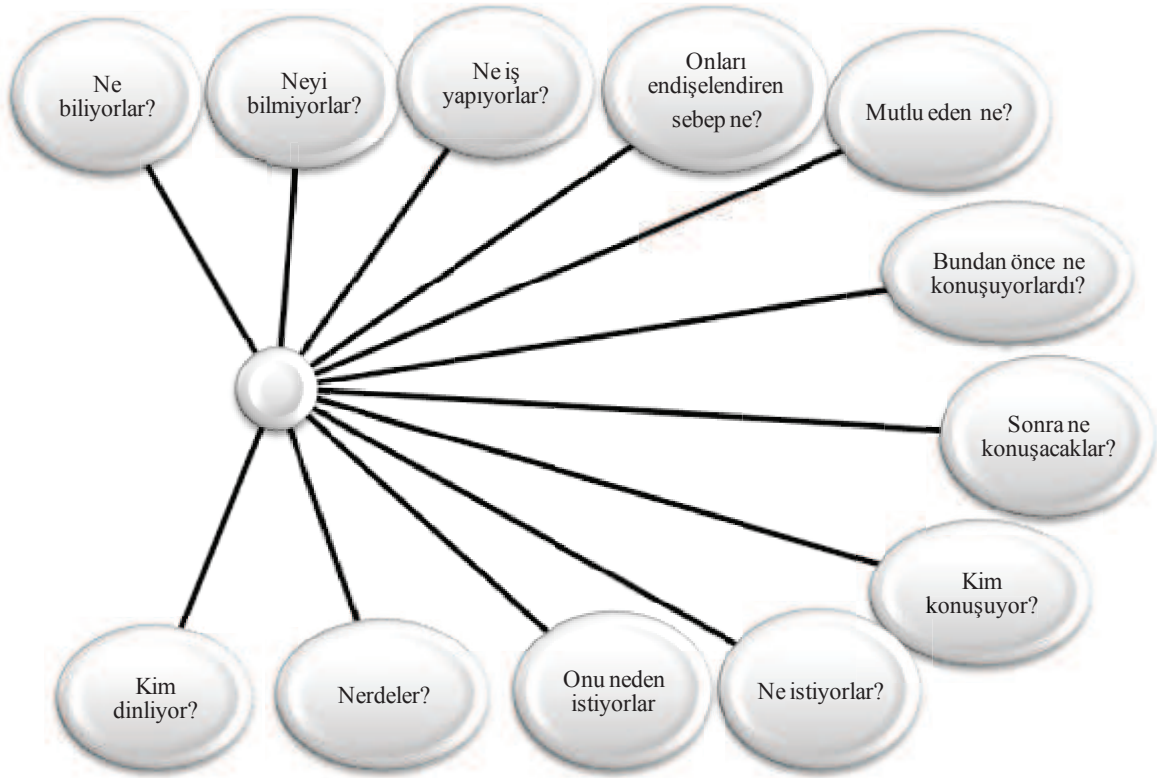 Ne
biliyorlar?
Neyi
bilmiyorlar?
Ne iş
yapıyorlar?
Onları
endişelendiren
sebep ne?
Mutlu eden ne?
Bundan önce ne
konuşuyorlardı?
Sonra ne
konuşacaklar?
Kim
konuşuyor?
Ne istiyorlar?
Onu neden
istiyorlar
Nerdeler?
Kim
dinliyor?